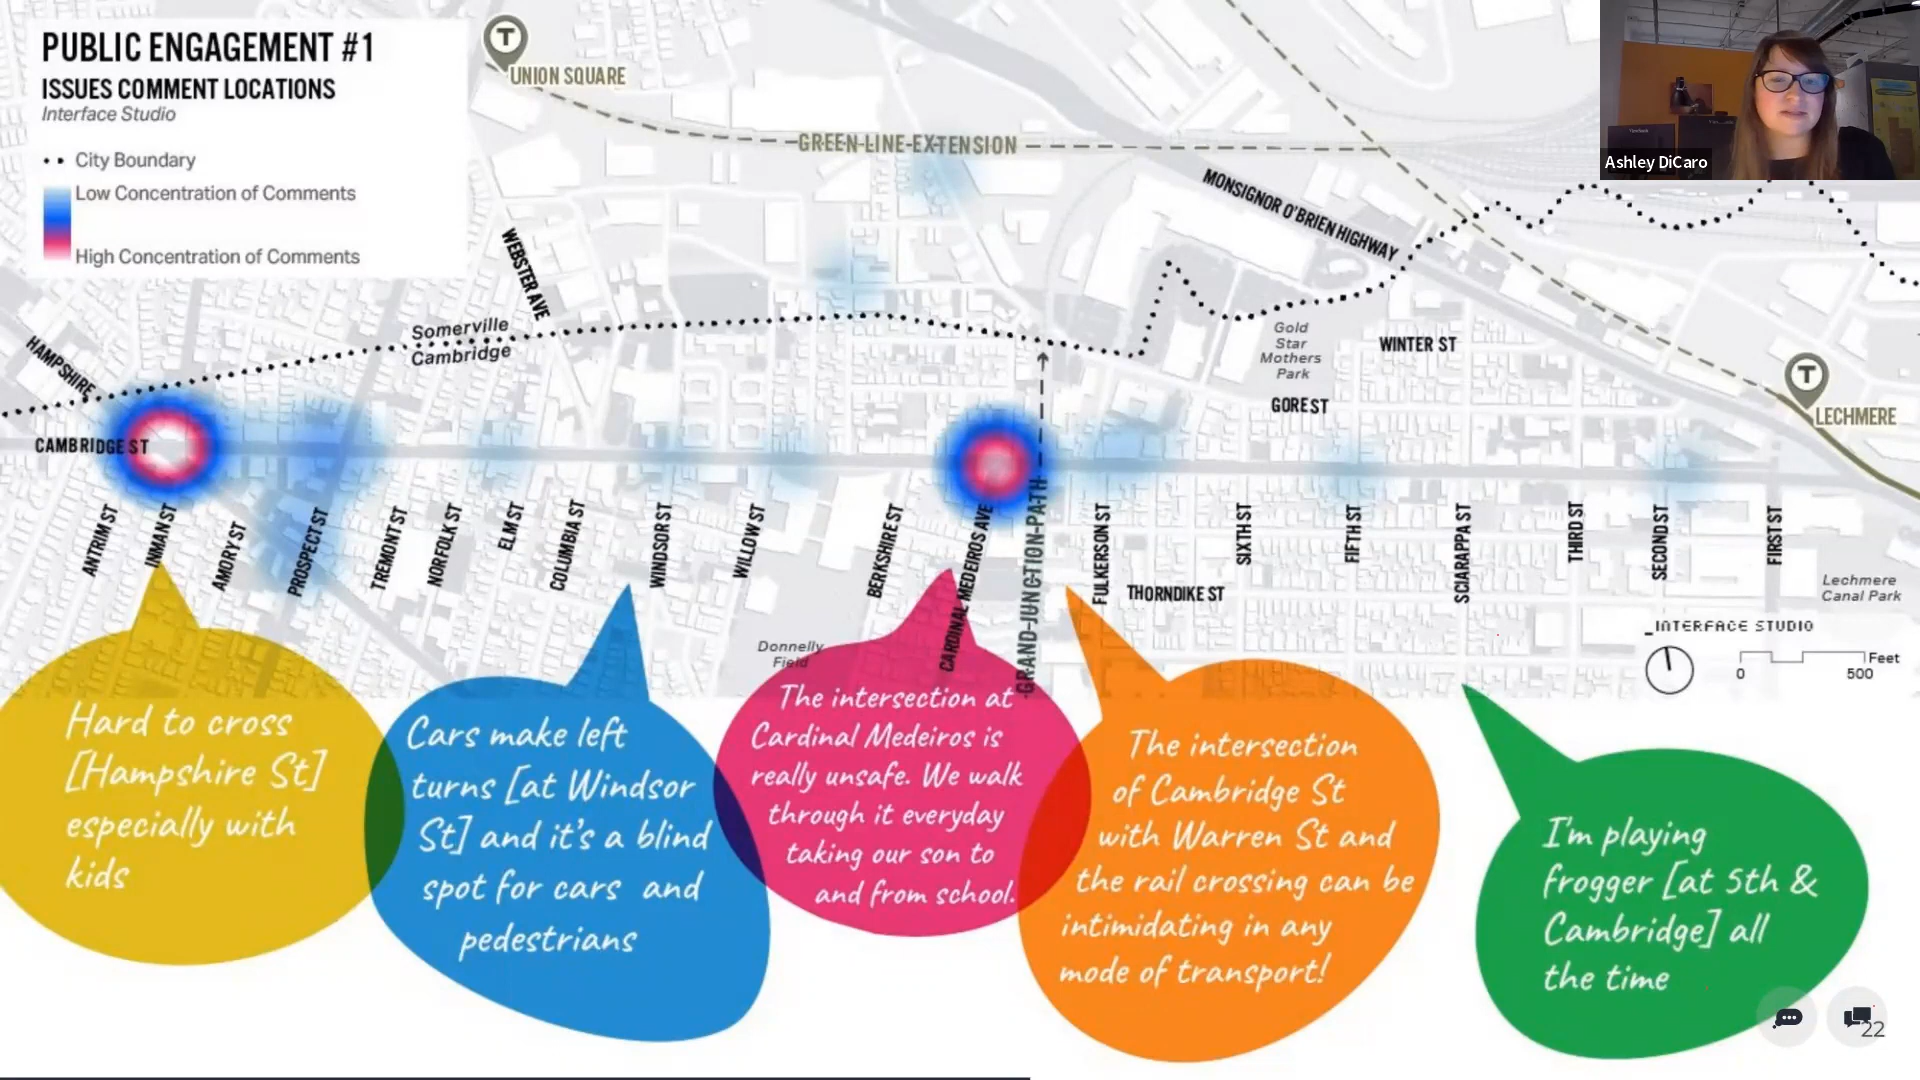 PUBLIC ENGAGEMENT #1
ISSUES COMMENT LOCATIONS
Interface Studio
City Boundary
Low Concentration of Comments
High Concentration of Comments
T
UNION SQUARE
GREEN-LINE-EXTENSION
MONSIGNOR O'BRIEN HIGHWAY
Ashley DiCaro
WEBSTER AVE
Somerville
Cambridge
HAMPSHIRE
CAMBRIDGE ST
Gold
Star
Mothers
Park
WINTER ST
GORE ST
T
LECHMERE
ANTRIM ST
INMAN ST
AMORY ST
PROSPECT ST
TREMONT ST
NORFOLK ST
ELM ST
COLUMBIA ST
WINDSOR ST
WILLOW ST
BERKSHIRE ST
CARDINAL MEDEIROS AVE
GRAND-JUNCTION-PATH
FULKERSON ST
SIXTH ST
FIFTH ST
SCIARAPPA ST
THIRD ST
SECOND ST
FIRST ST
THORNDIKE ST
Donnelly
Field
Lechmere
Canal Park
_INTERFACE STUDIO
Feet
0 500
Hard to cross
[Hampshire St]
especially with
kids
Cars make left
turns [at Windsor
St] and it's a blind
spot for cars and
pedestrians
The intersection at
Cardinal Medeiros is
really unsafe. We walk
through it everyday
taking our son to
and from school.
The intersection
of Cambridge St
with Warren St and
the rail crossing can be
intimidating in any
mode of transport!
I'm playing
frogger [at 5th &
Cambridge] all
the time
22